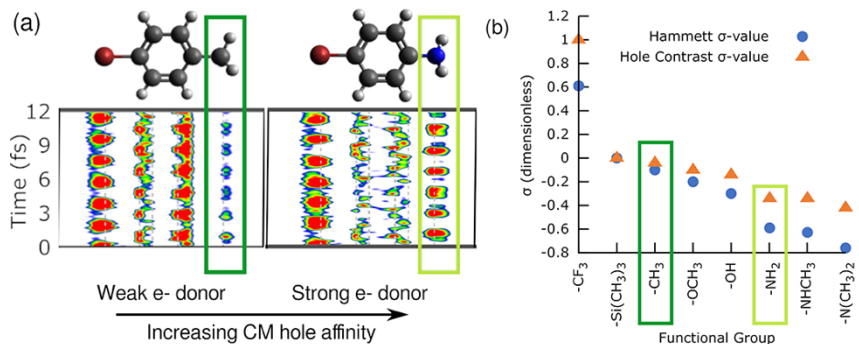 (a)
12
9
6
3
0
Time (fs)
Weak e- donor
Strong e- donor
Increasing CM hole affinity
(b)
Hammett σ-value
Hole Contrast σ-value
1.2
1
0.8
0.6
0.4
0.2
0
-0.2
-0.4
-0.6
-0.8
σ (dimensionless)
-CF3
-Si(CH3)3
-CH3
-OCH3
-OH
-NH2
-NHCH3
-N(CH3)2
Functional Group